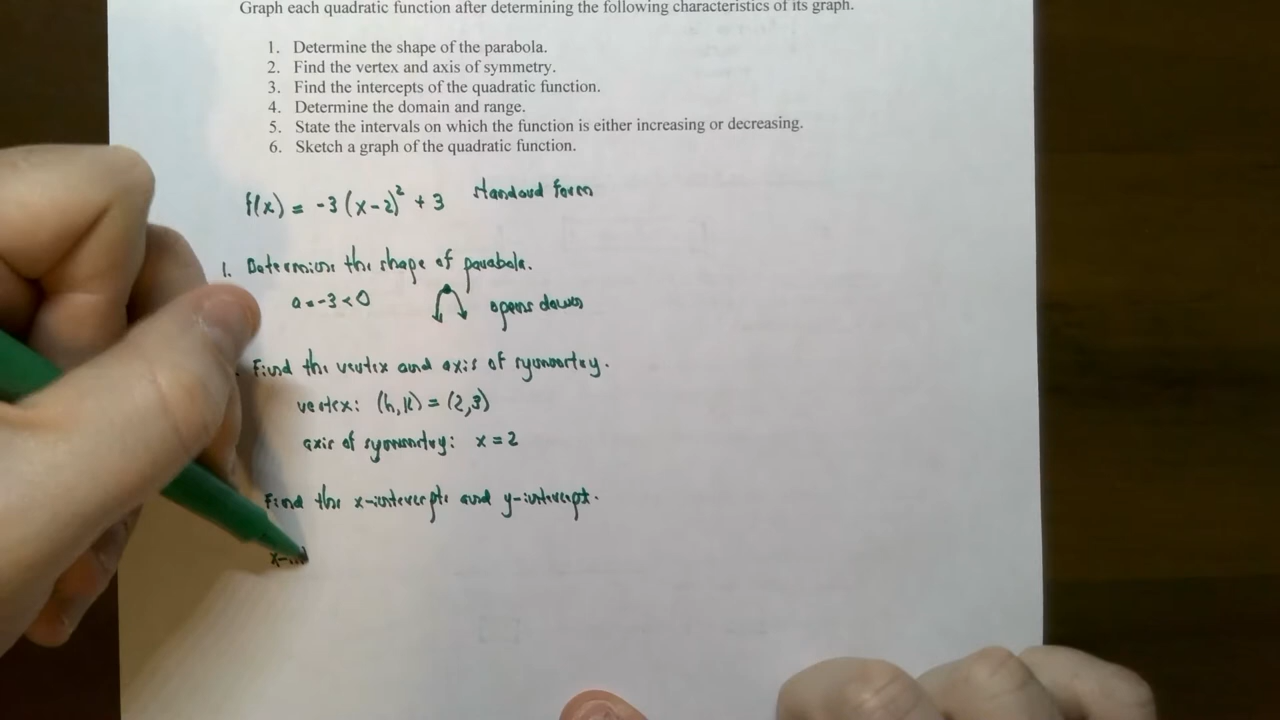 Graph each quadratic function after determining the following characteristics of its graph.
1. Determine the shape of the parabola.
2. Find the vertex and axis of symmetry.
3. Find the intercepts of the quadratic function.
4. Determine the domain and range.
5. State the intervals on which the function is either increasing or decreasing.
6. Sketch a graph of the quadratic function.
f(x) = -3(x-2)² + 3 standard form
1. Determine the shape of parabola.
a = -3 < 0 opens down
Find the vertex and axis of symmetry.
vertex: (h,k) = (2,3)
axis of symmetry: x = 2
Find the x-intercepts and y-intercept.
x-